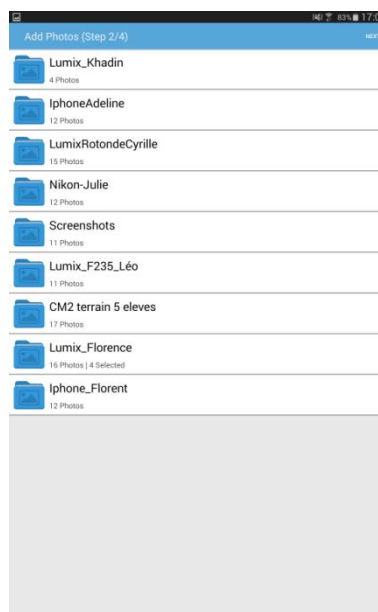 83% 17:0
Add Photos (Step 2/4)
NEX
Lumix_Khadin
4 Photos
IphoneAdeline
12 Photos
LumixRotondeCyrille
15 Photos
Nikon-Julie
12 Photos
Screenshots
11 Photos
Lumix_F235_Léo
11 Photos
CM2 terrain 5 eleves
17 Photos
Lumix_Florence
16 Photos | 4 Selected
Iphone_Florent
12 Photos